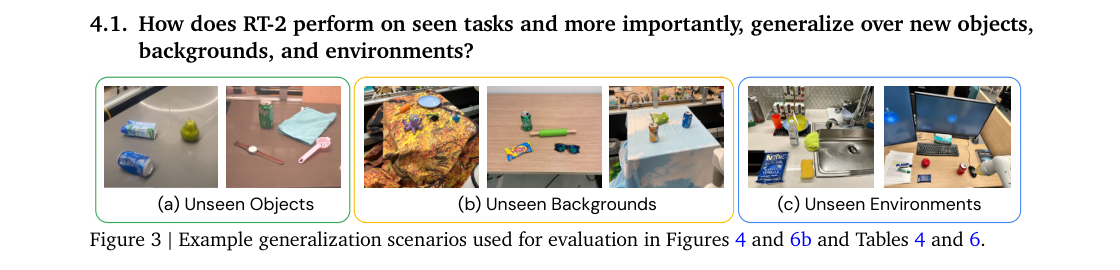 4.1. How does RT-2 perform on seen tasks and more importantly, generalize over new objects,
backgrounds, and environments?
(a) Unseen Objects
(b) Unseen Backgrounds
(c) Unseen Environments
Figure 3 | Example generalization scenarios used for evaluation in Figures 4 and 6b and Tables 4 and 6.